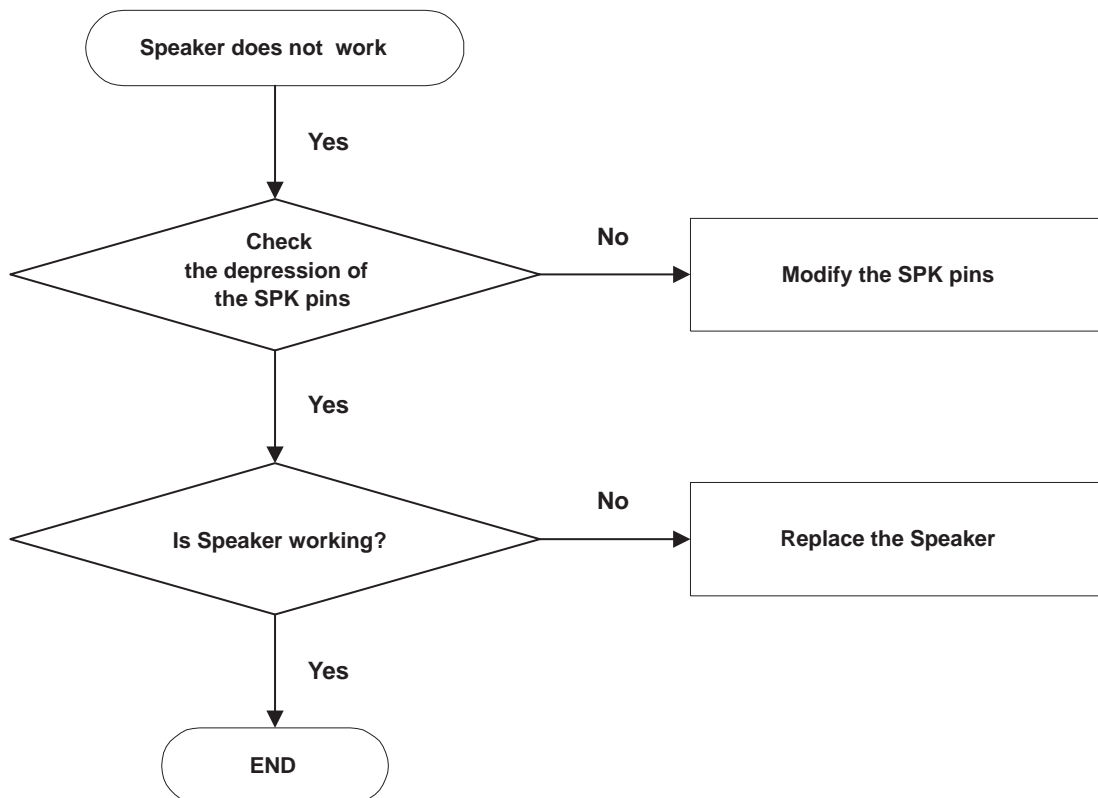 Speaker does not work
Yes
Check
the depression of
the SPK pins
No
Modify the SPK pins
Yes
Is Speaker working?
No
Replace the Speaker
Yes
END